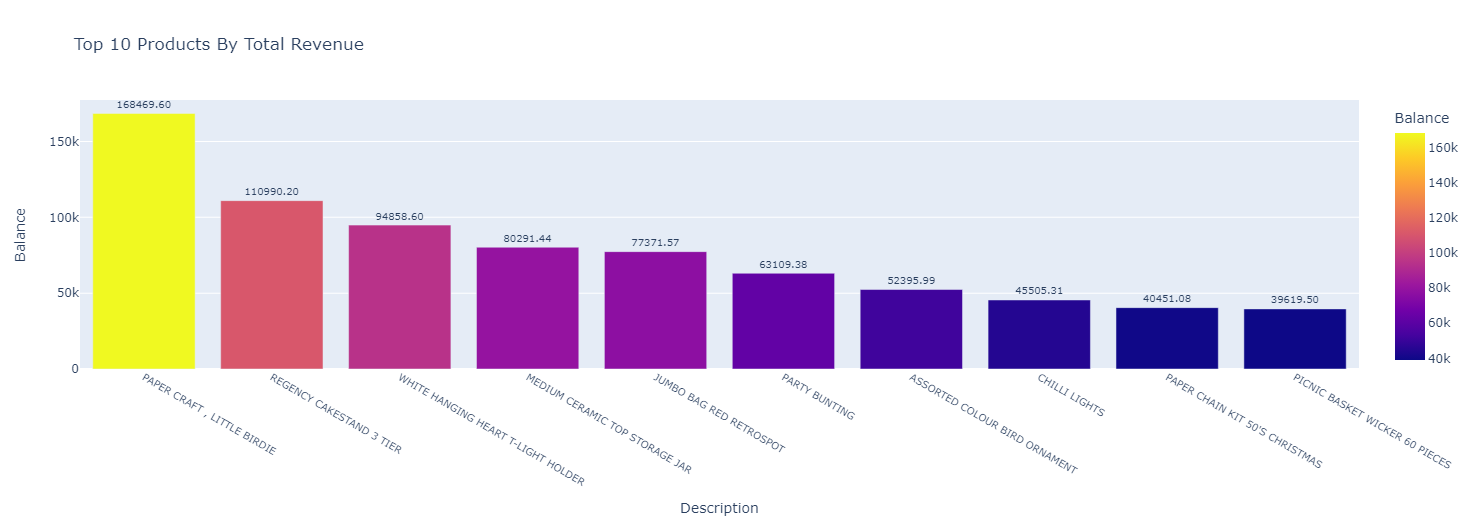 Top 10 Products By Total Revenue
168469.60
110990.20
94858.60
80291.44
77371.57
63109.38
52395.99
45505.31
40451.08
39619.50
150k
100k
50k
0
Balance
PAPER CRAFT , LITTLE BIRDIE
REGENCY CAKESTAND 3 TIER
WHITE HANGING HEART T-LIGHT HOLDER
MEDIUM CERAMIC TOP STORAGE JAR
JUMBO BAG RED RETROSPOT
PARTY BUNTING
ASSORTED COLOUR BIRD ORNAMENT
CHILLI LIGHTS
PAPER CHAIN KIT 50'S CHRISTMAS
PICNIC BASKET WICKER 60 PIECES
Description
Balance
160k
140k
120k
100k
80k
60k
40k